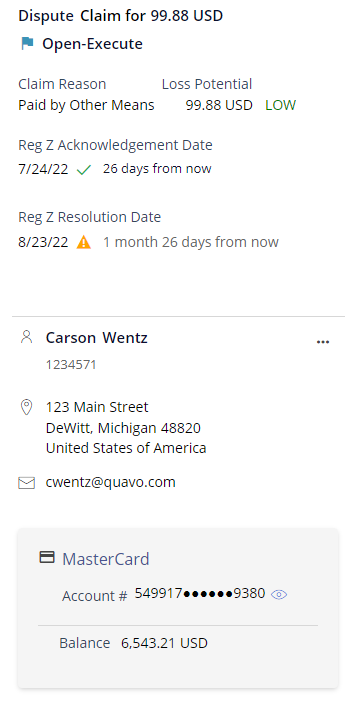 Dispute Claim for 99.88 USD
Open-Execute
Claim Reason Loss Potential
Paid by Other Means 99.88 USD LOW
Reg Z Acknowledgement Date
7/24/22 26 days from now
Reg Z Resolution Date
8/23/22 1 month 26 days from now
Carson Wentz
1234571
123 Main Street
DeWitt, Michigan 48820
United States of America
cwentz@quavo.com
MasterCard
Account # 549917●●●●●●9380
Balance 6,543.21 USD